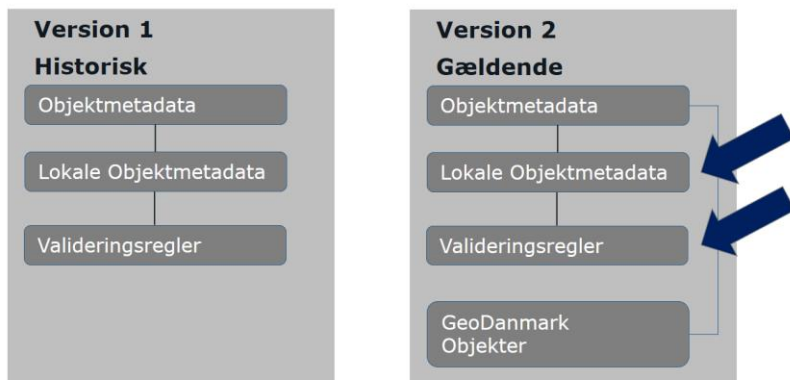 Version 1
Historisk
Objektmetadata
Lokale Objektmetadata
Valideringsregler
Version 2
Gældende
Objektmetadata
Lokale Objektmetadata
Valideringsregler
GeoDanmark
Objekter